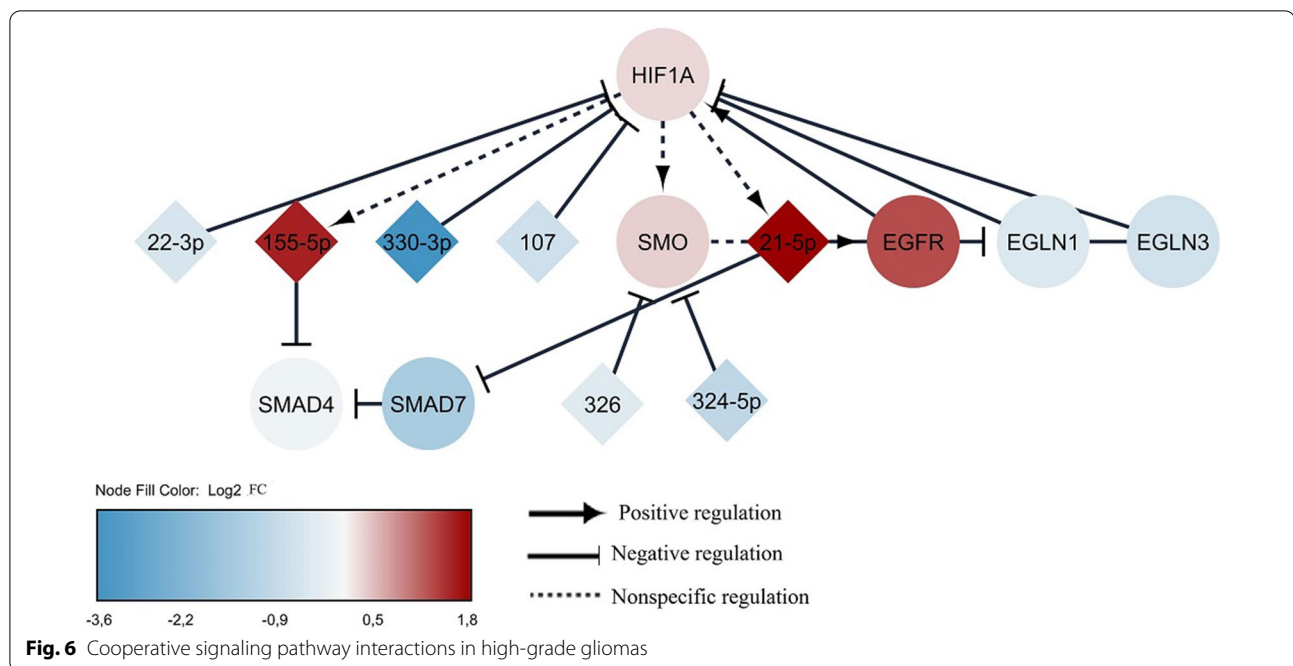 HIF1A
22-3p
155-5p
330-3p
107
SMO
21-5p
EGFR
EGLN1
EGLN3
SMAD4
SMAD7
326
324-5p
Node Fill Color: Log2 FC
-3,6 -2,2 -0,9 0,5 1,8
Positive regulation
Negative regulation
Nonspecific regulation
Fig. 6 Cooperative signaling pathway interactions in high-grade gliomas